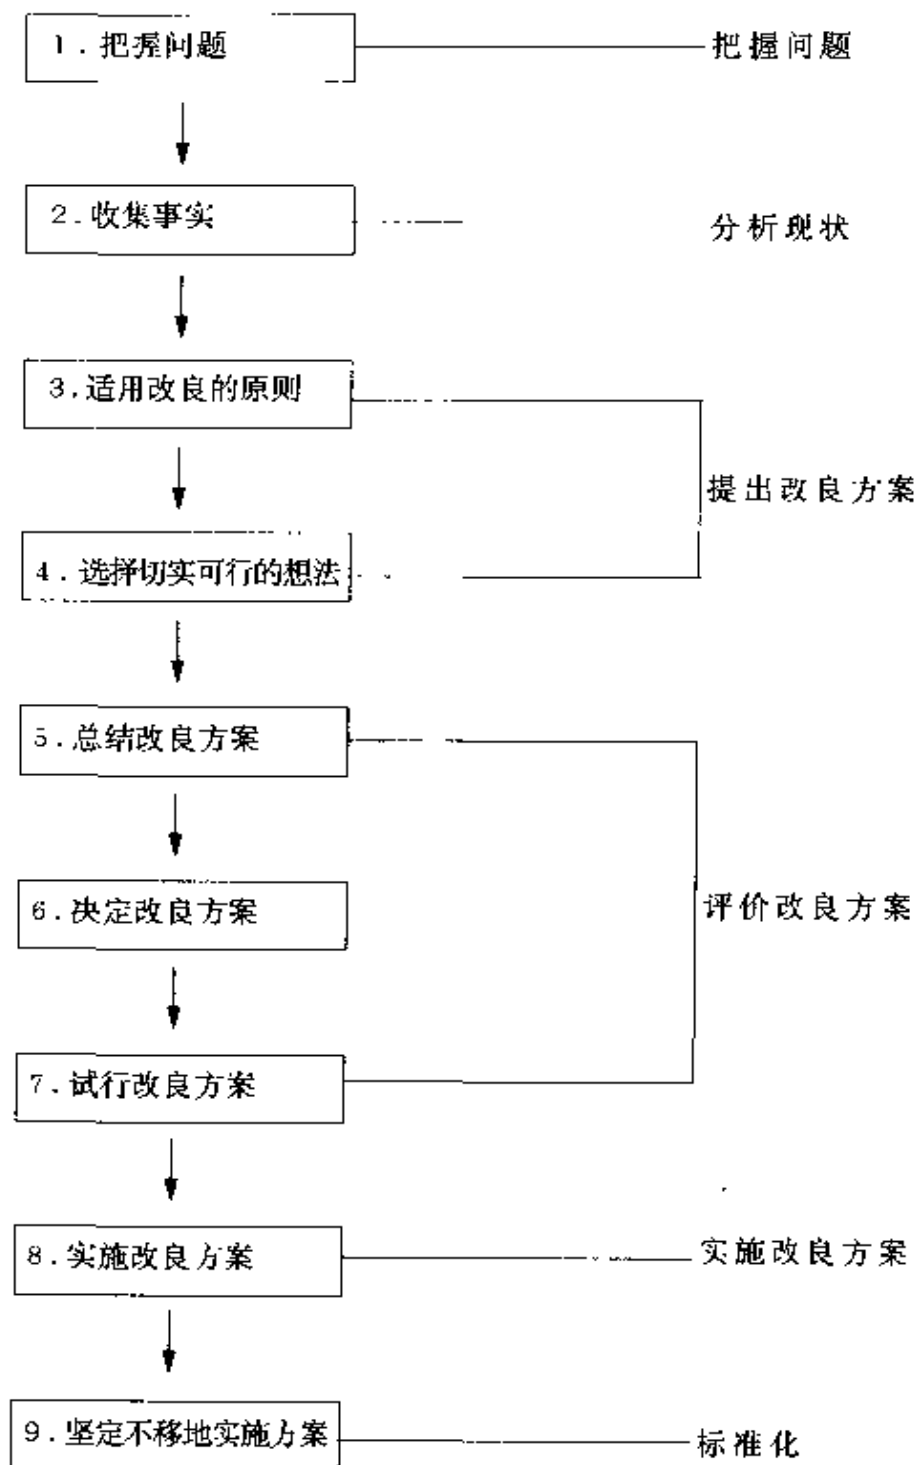 1.把握问题
把握问题
2.收集事实
分析现状
3.适用改良的原则
提出改良方案
4.选择切实可行的想法
5.总结改良方案
6.决定改良方案
评价改良方案
7.试行改良方案
8.实施改良方案
实施改良方案
9.坚定不移地实施方案
标准化